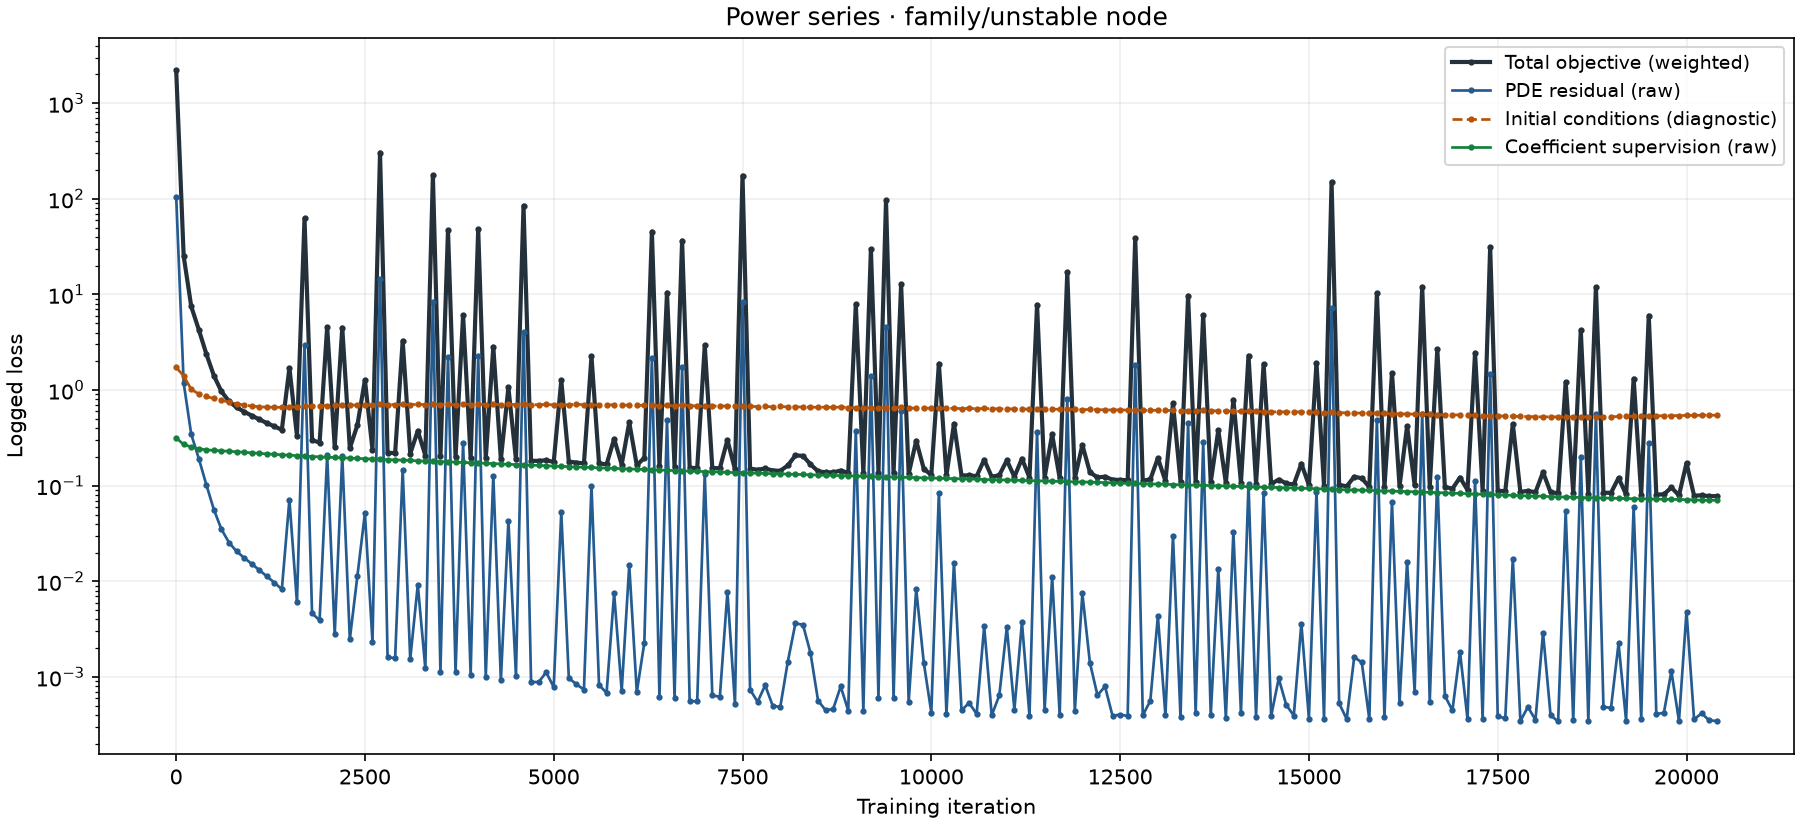 Power series · family/unstable node
Total objective (weighted)
PDE residual (raw)
Initial conditions (diagnostic)
Coefficient supervision (raw)
Logged loss
10³
10²
10¹
10⁰
10⁻¹
10⁻²
10⁻³
0 2500 5000 7500 10000 12500 15000 17500 20000
Training iteration